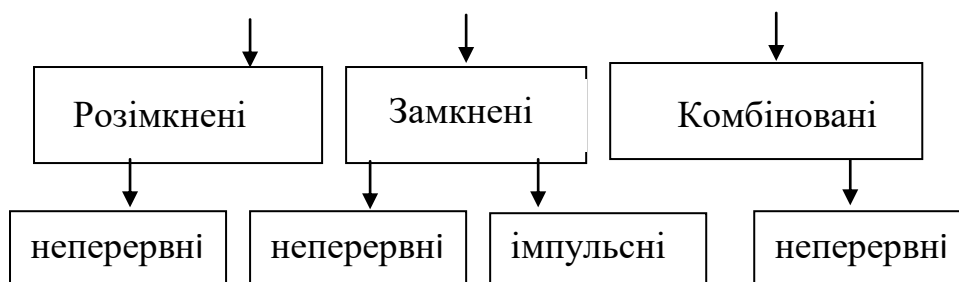 Розімкнені
Замкнені
Комбіновані
неперервні
неперервні
імпульсні
неперервні